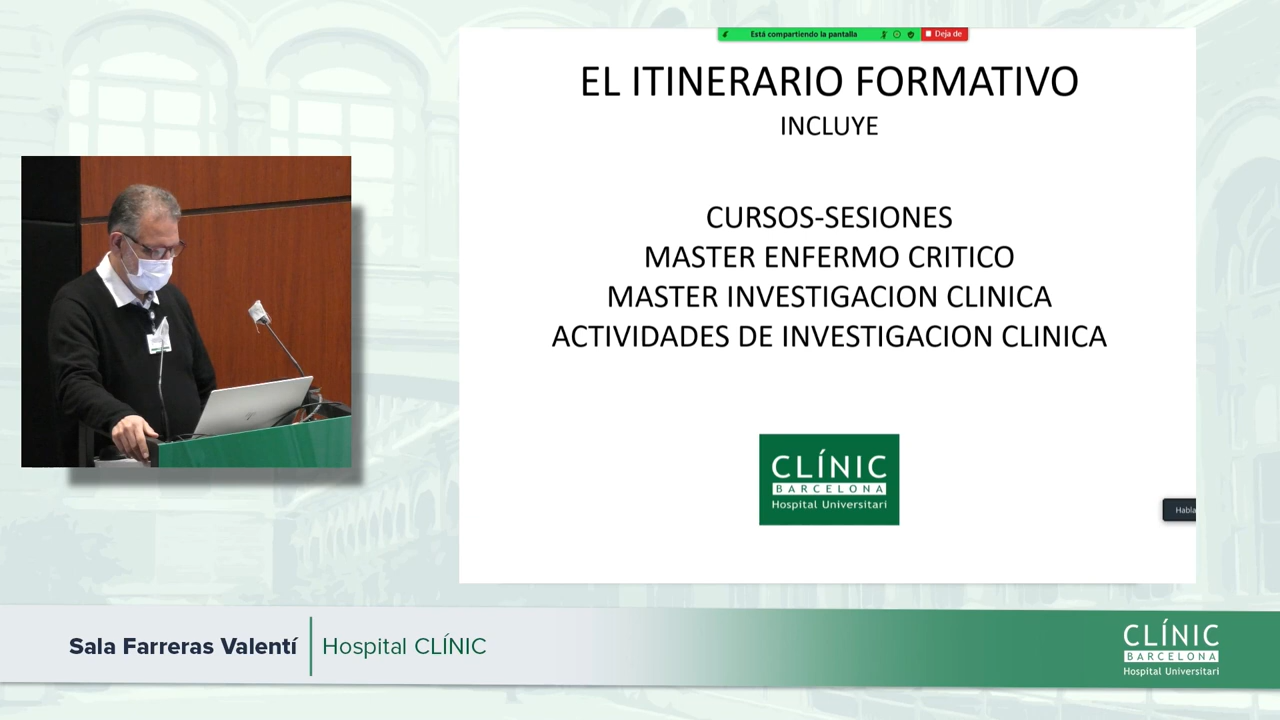 Está compartiendo la pantalla
Deja de
EL ITINERARIO FORMATIVO
INCLUYE
CURSOS-SESIONES
MASTER ENFERMO CRITICO
MASTER INVESTIGACION CLINICA
ACTIVIDADES DE INVESTIGACION CLINICA
CLÍNIC
BARCELONA
Hospital Universitari
Habla
Sala Farreras Valentí
Hospital CLÍNIC
CLÍNIC
BARCELONA
Hospital Universitari